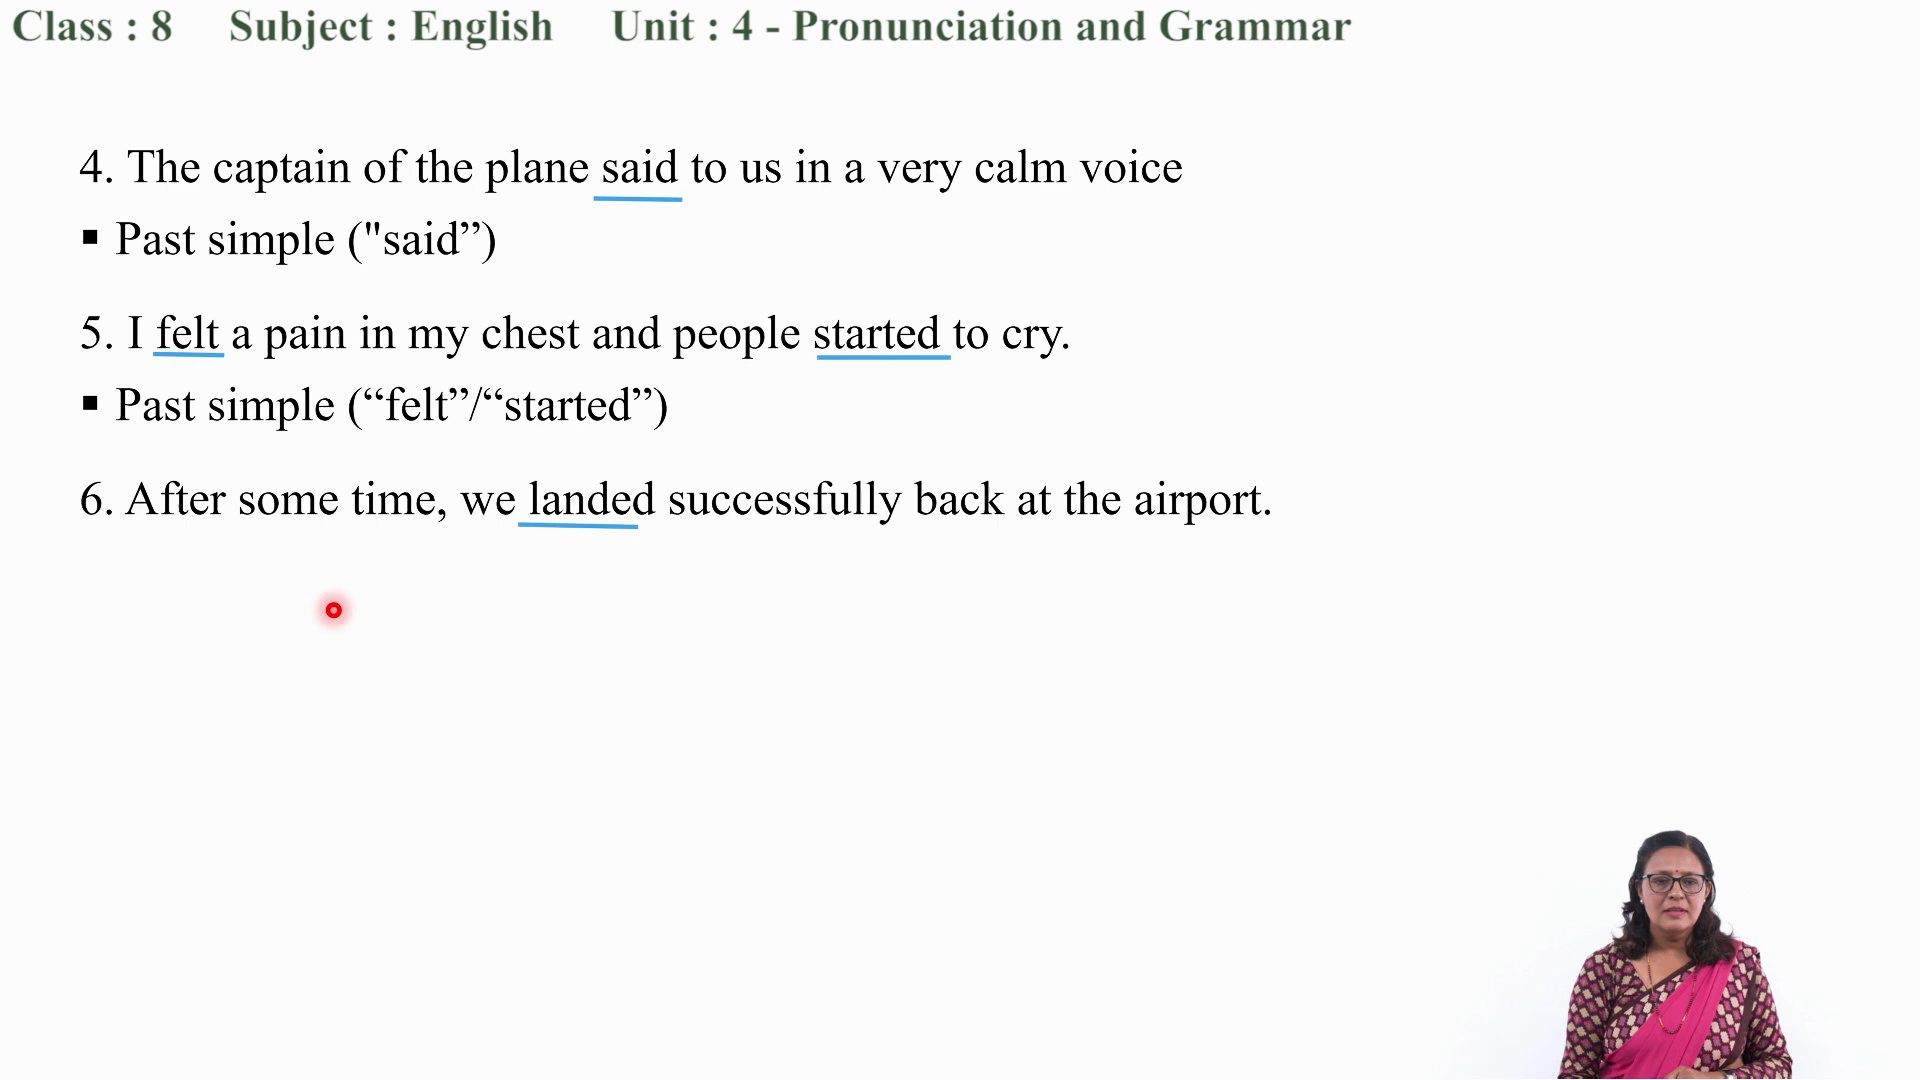 Class : 8     Subject : English     Unit : 4 - Pronunciation and Grammar
4. The captain of the plane said to us in a very calm voice
▪ Past simple ("said”)
5. I felt a pain in my chest and people started to cry.
▪ Past simple (“felt”/“started”)
6. After some time, we landed successfully back at the airport.